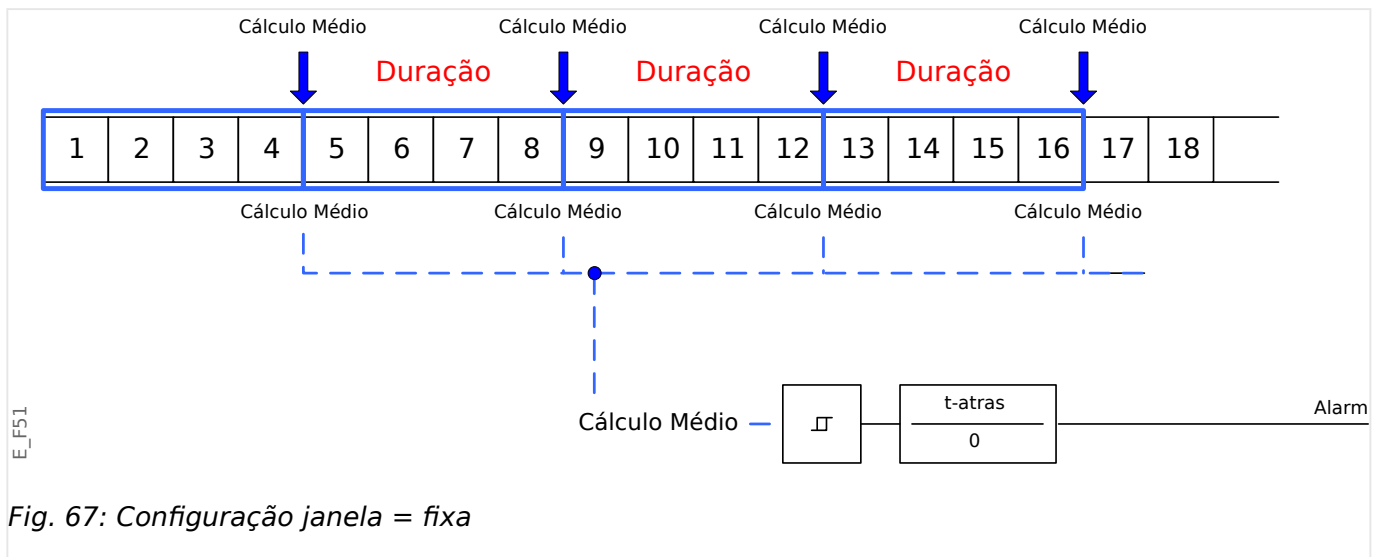 Cálculo Médio Cálculo Médio Cálculo Médio Cálculo Médio
Duração Duração Duração
1 2 3 4 5 6 7 8 9 10 11 12 13 14 15 16 17 18
Cálculo Médio Cálculo Médio Cálculo Médio Cálculo Médio
t-atras
Alarm
Cálculo Médio
0
E_F51
Fig. 67: Configuração janela = fixa